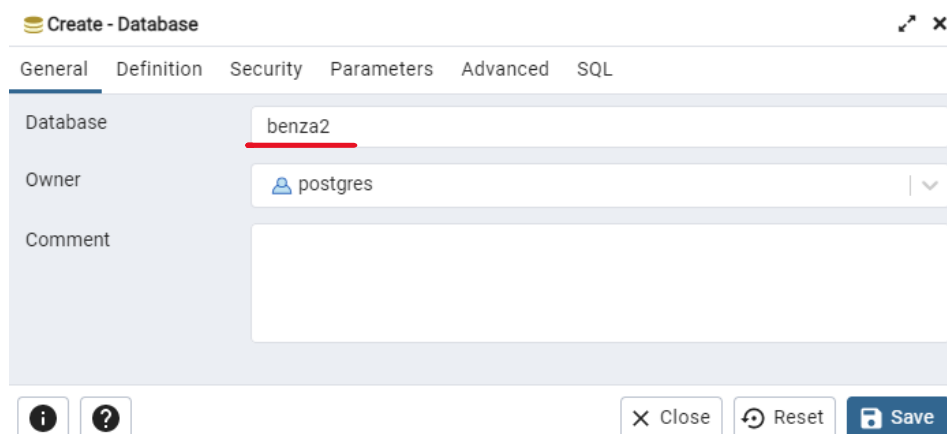 Create - Database
General Definition Security Parameters Advanced SQL
Database benza2
Owner postgres
Comment
Close Reset Save